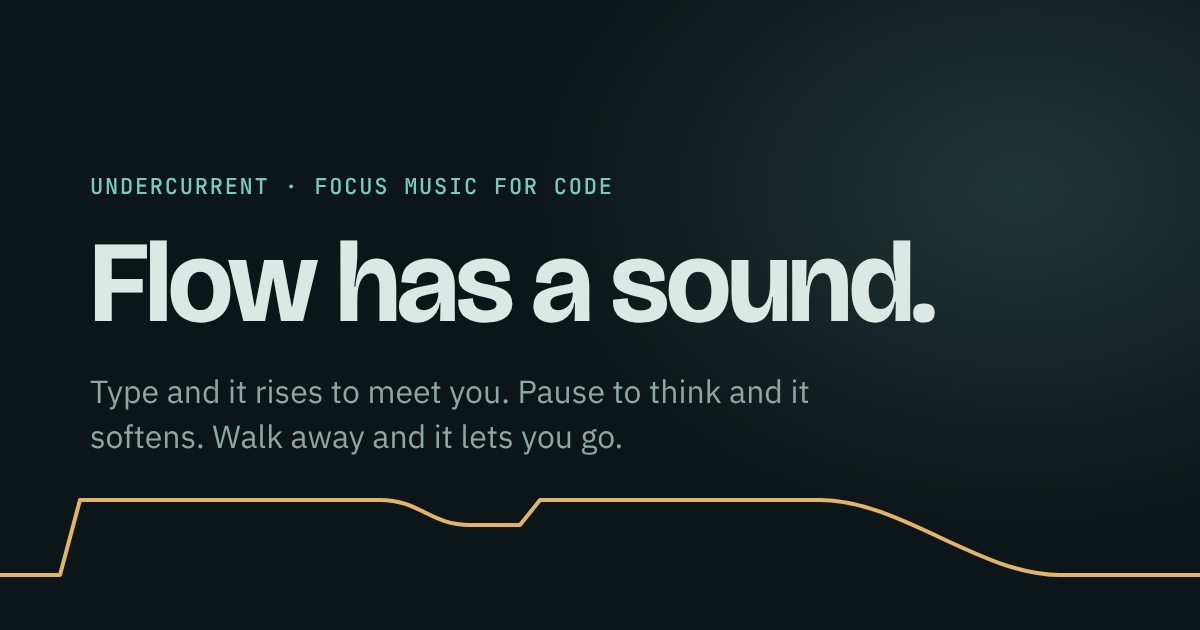 UNDERCURRENT · FOCUS MUSIC FOR CODE
Flow has a sound.
Type and it rises to meet you. Pause to think and it
softens. Walk away and it lets you go.